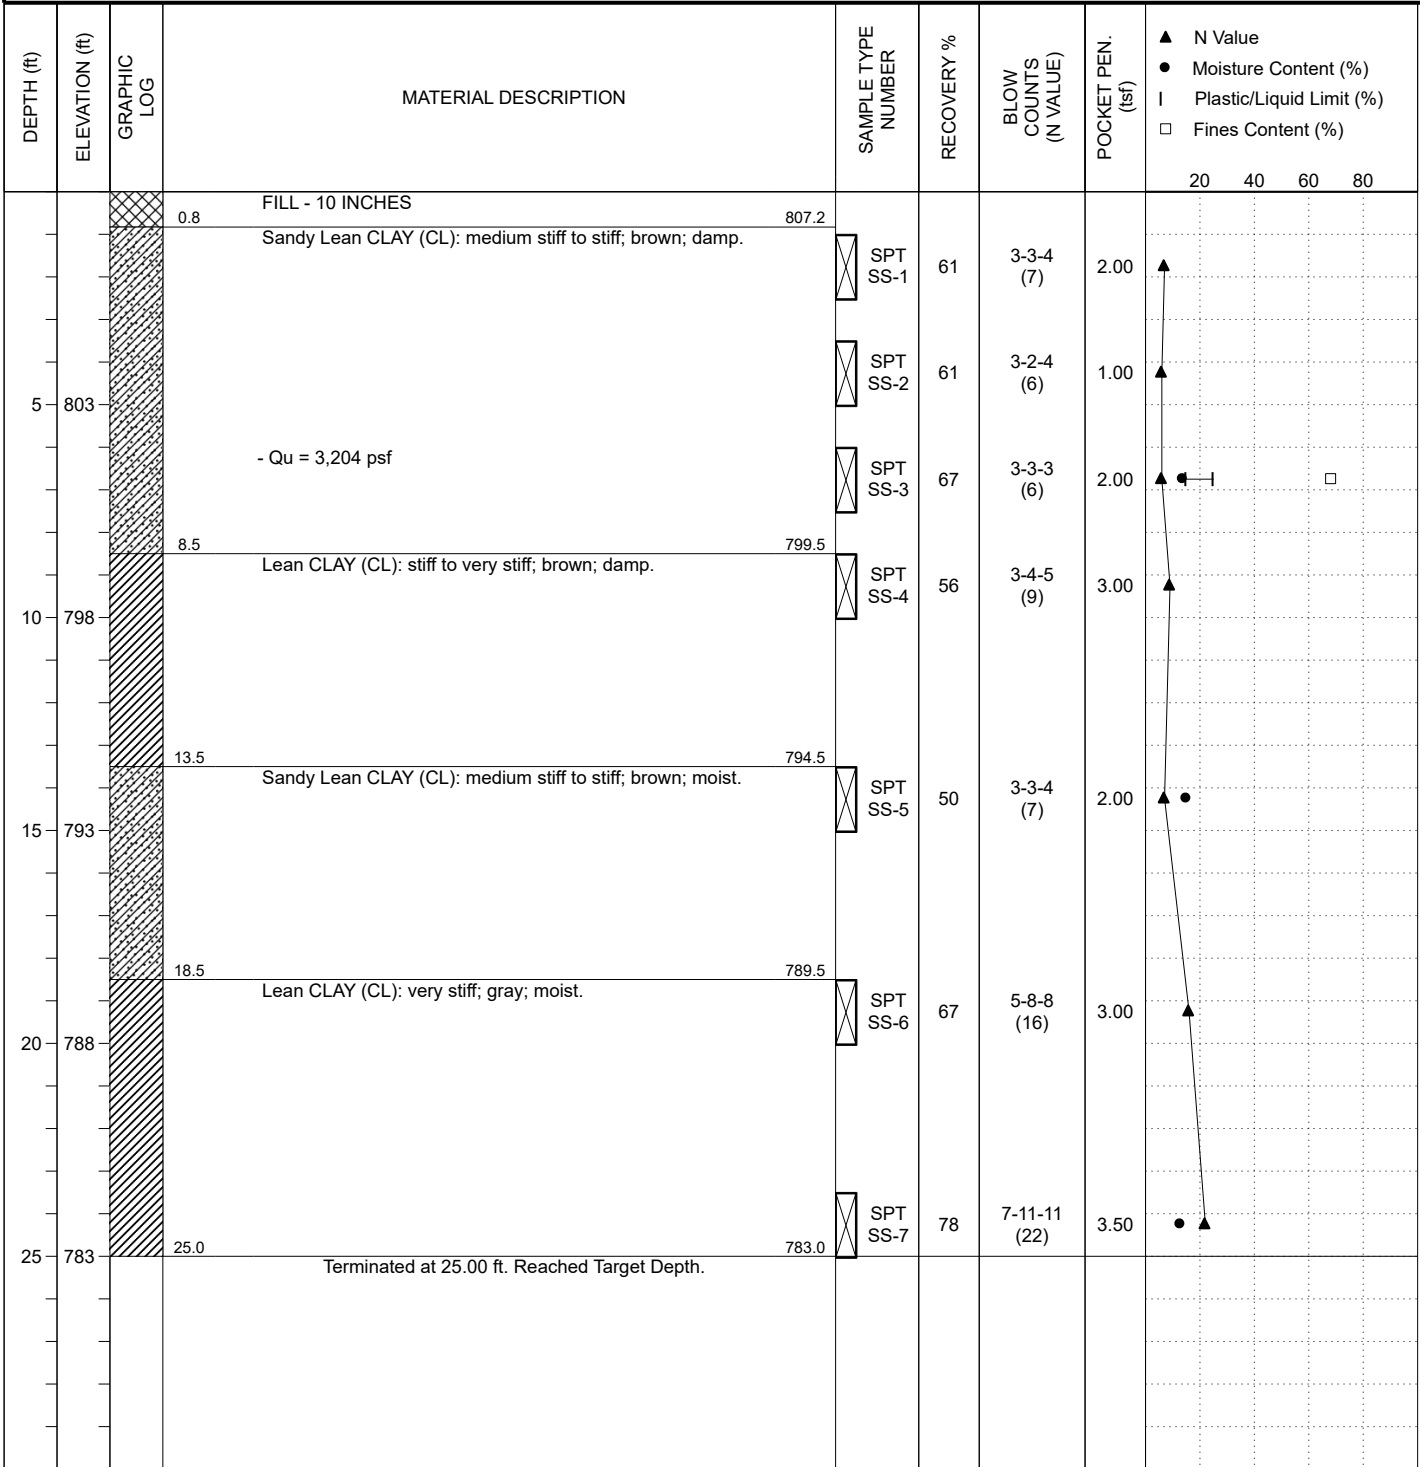 DEPTH (ft)
ELEVATION (ft)
GRAPHIC
LOG
MATERIAL DESCRIPTION
SAMPLE TYPE
NUMBER
RECOVERY %
BLOW
COUNTS
(N VALUE)
POCKET PEN.
(tsf)
N Value
Moisture Content (%)
Plastic/Liquid Limit (%)
Fines Content (%)
20 40 60 80
FILL - 10 INCHES
0.8 807.2
Sandy Lean CLAY (CL): medium stiff to stiff; brown; damp.
SPT
SS-1
61
3-3-4
(7)
2.00
SPT
SS-2
61
3-2-4
(6)
1.00
5 803
- Qu = 3,204 psf
SPT
SS-3
67
3-3-3
(6)
2.00
8.5 799.5
Lean CLAY (CL): stiff to very stiff; brown; damp.
SPT
SS-4
56
3-4-5
(9)
3.00
10 798
13.5 794.5
Sandy Lean CLAY (CL): medium stiff to stiff; brown; moist.
SPT
SS-5
50
3-3-4
(7)
2.00
15 793
18.5 789.5
Lean CLAY (CL): very stiff; gray; moist.
SPT
SS-6
67
5-8-8
(16)
3.00
20 788
SPT
SS-7
78
7-11-11
(22)
3.50
25.0 783.0
25 783
Terminated at 25.00 ft. Reached Target Depth.